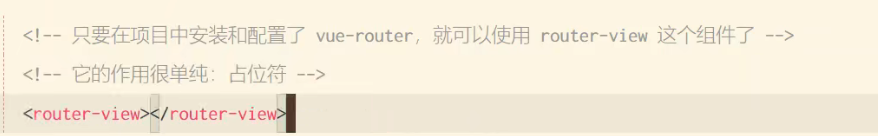 <!-- 只要在项目中安装和配置了 vue-router，就可以使用 router-view 这个组件了 -->
<!-- 它的作用很单纯：占位符 -->
<router-view></router-view>